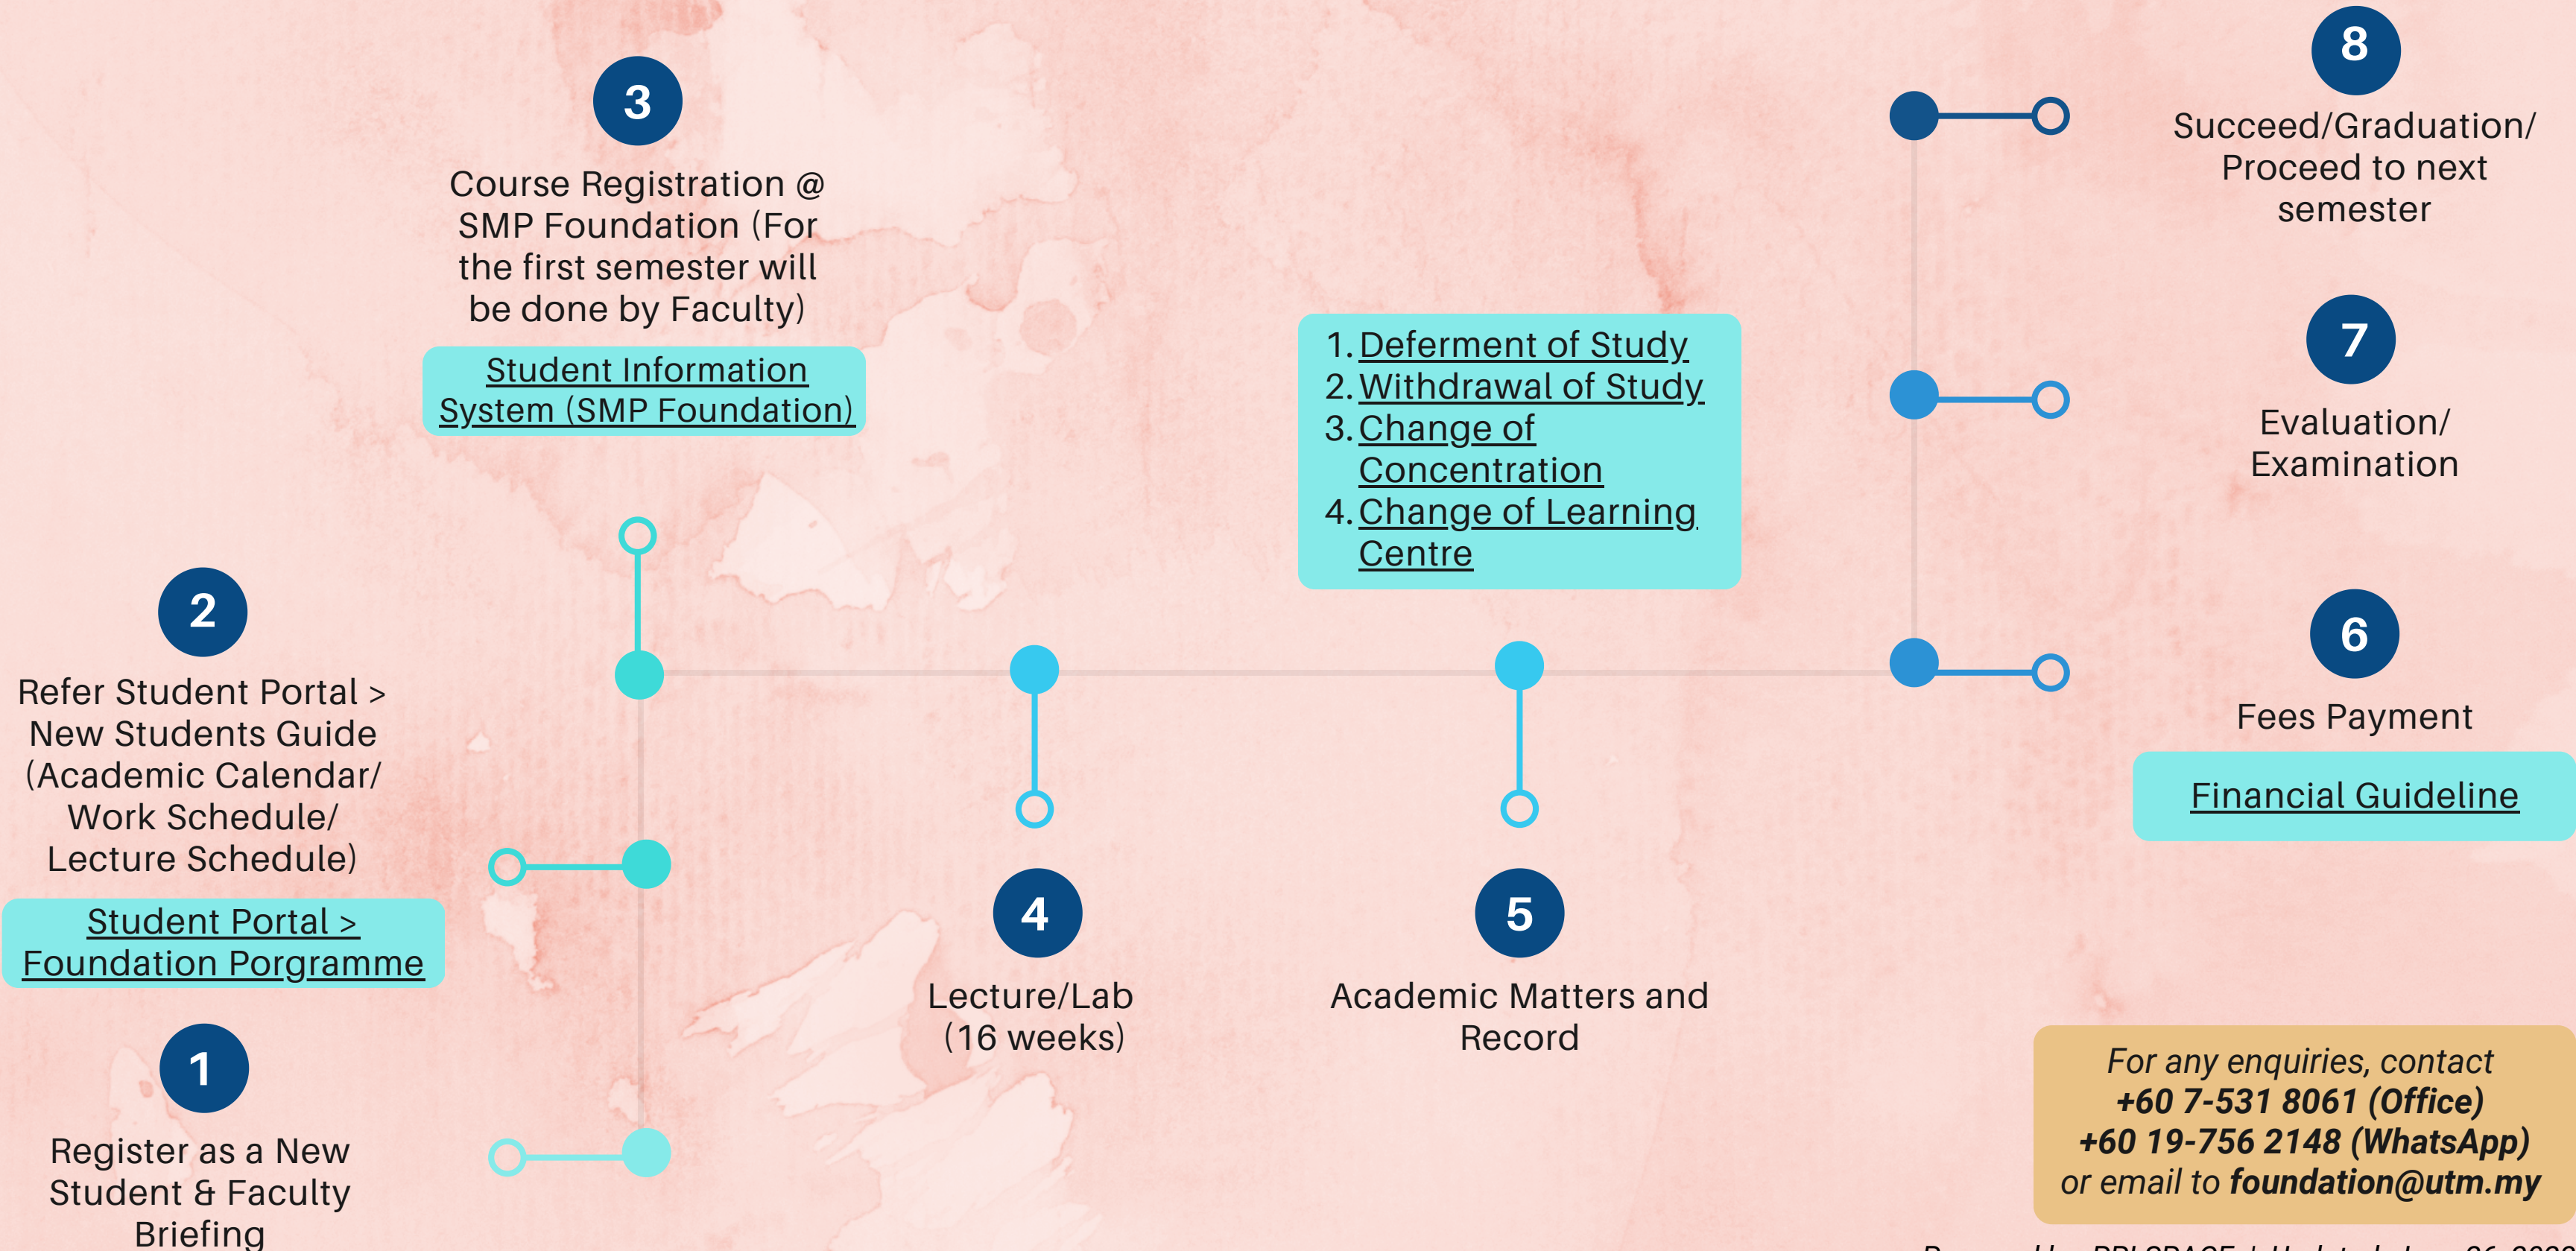 1
Register as a New
Student & Faculty
Briefing
2
Refer Student Portal >
New Students Guide
(Academic Calendar/
Work Schedule/
Lecture Schedule)
Student Portal >
Foundation Porgramme
3
Course Registration @
SMP Foundation (For
the first semester will
be done by Faculty)
Student Information
System (SMP Foundation)
4
Lecture/Lab
(16 weeks)
5
Academic Matters and
Record
1. Deferment of Study
2. Withdrawal of Study
3. Change of
Concentration
4. Change of Learning
Centre
6
Fees Payment
Financial Guideline
7
Evaluation/
Examination
8
Succeed/Graduation/
Proceed to next
semester
For any enquiries, contact
+60 7-531 8061 (Office)
+60 19-756 2148 (WhatsApp)
or email to foundation@utm.my